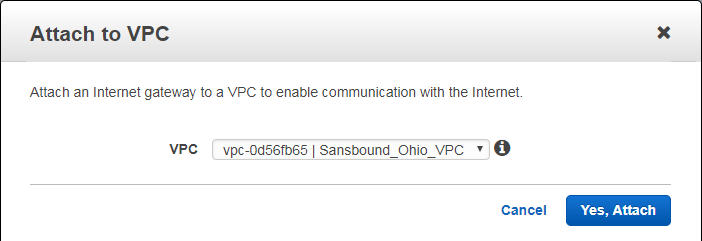 Attach to VPC
Attach an Internet gateway to a VPC to enable communication with the Internet.
VPC vpc-0d56fb65 | Sansbound_Ohio_VPC
Cancel Yes, Attach